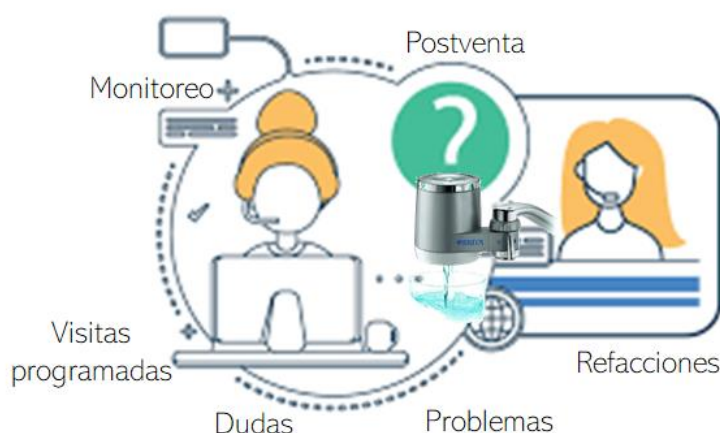 Postventa
Monitoreo
Visitas
programadas
Refacciones
Dudas
Problemas